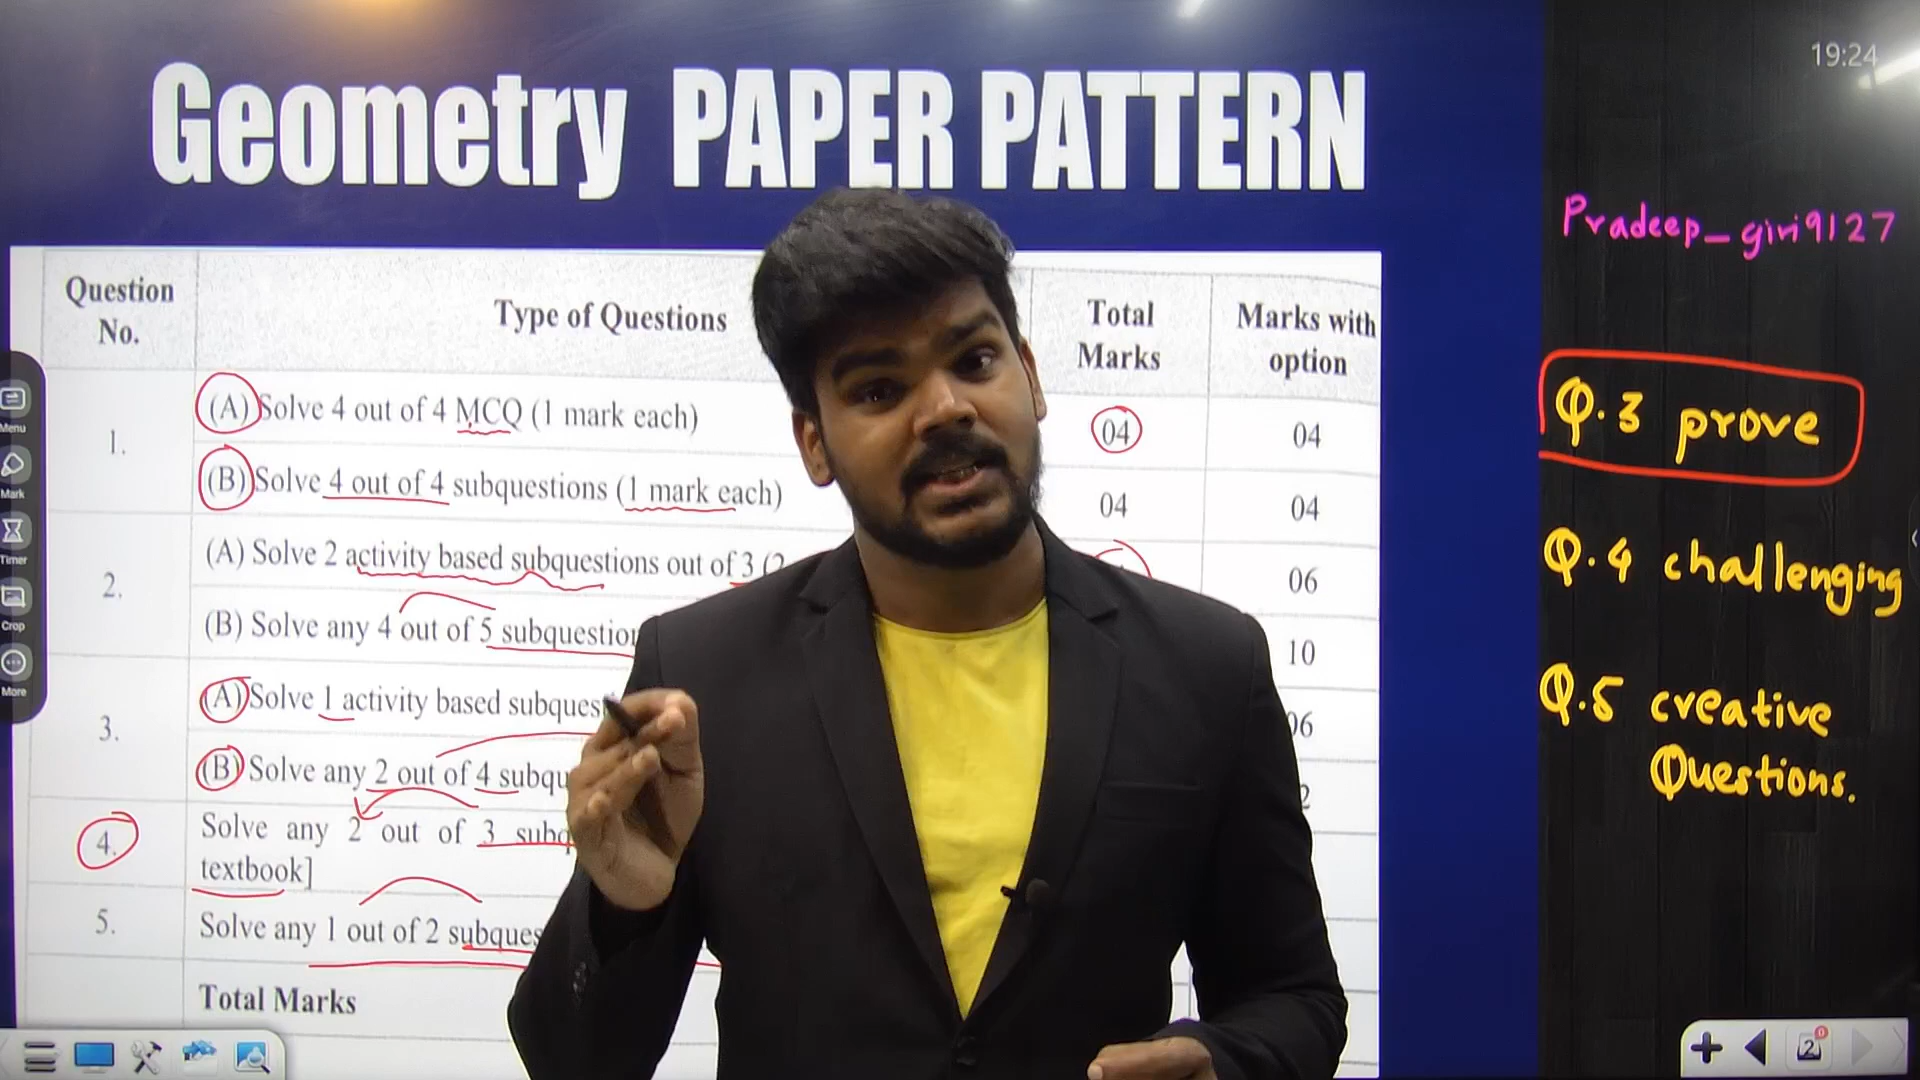 19:24
Geometry PAPER PATTERN
Pradeep_giri9127
Question No.
Type of Questions
Total Marks
Marks with option
1.
(A) Solve 4 out of 4 MCQ (1 mark each)
04
04
(B) Solve 4 out of 4 subquestions (1 mark each)
04
04
2.
(A) Solve 2 activity based subquestions out of 3 (2
06
(B) Solve any 4 out of 5
10
3.
(A) Solve 1 activity based
06
(B) Solve any 2 out of 4
4.
Solve any 2 out of 3
textbook]
5.
Solve any 1 out of 2
Total Marks
Q.3 prove
Q.4 challenging
Q.5 creative
Questions.
Menu
Mark
Timer
Crop
More
2